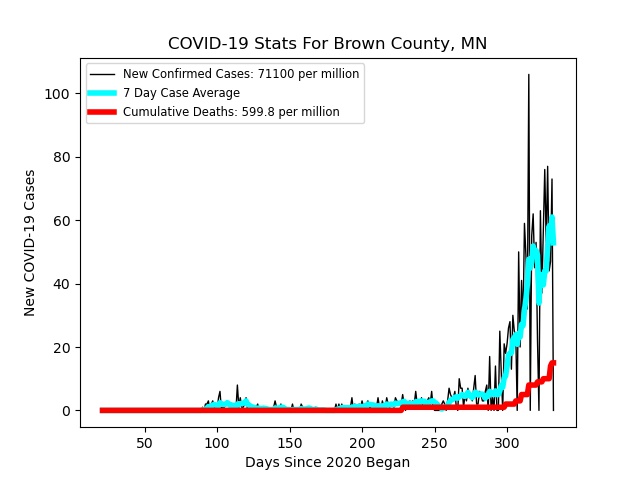 COVID-19 Stats For Brown County, MN
New Confirmed Cases: 71100 per million
7 Day Case Average
Cumulative Deaths: 599.8 per million
New COVID-19 Cases
100
80
60
40
20
0
50 100 150 200 250 300
Days Since 2020 Began